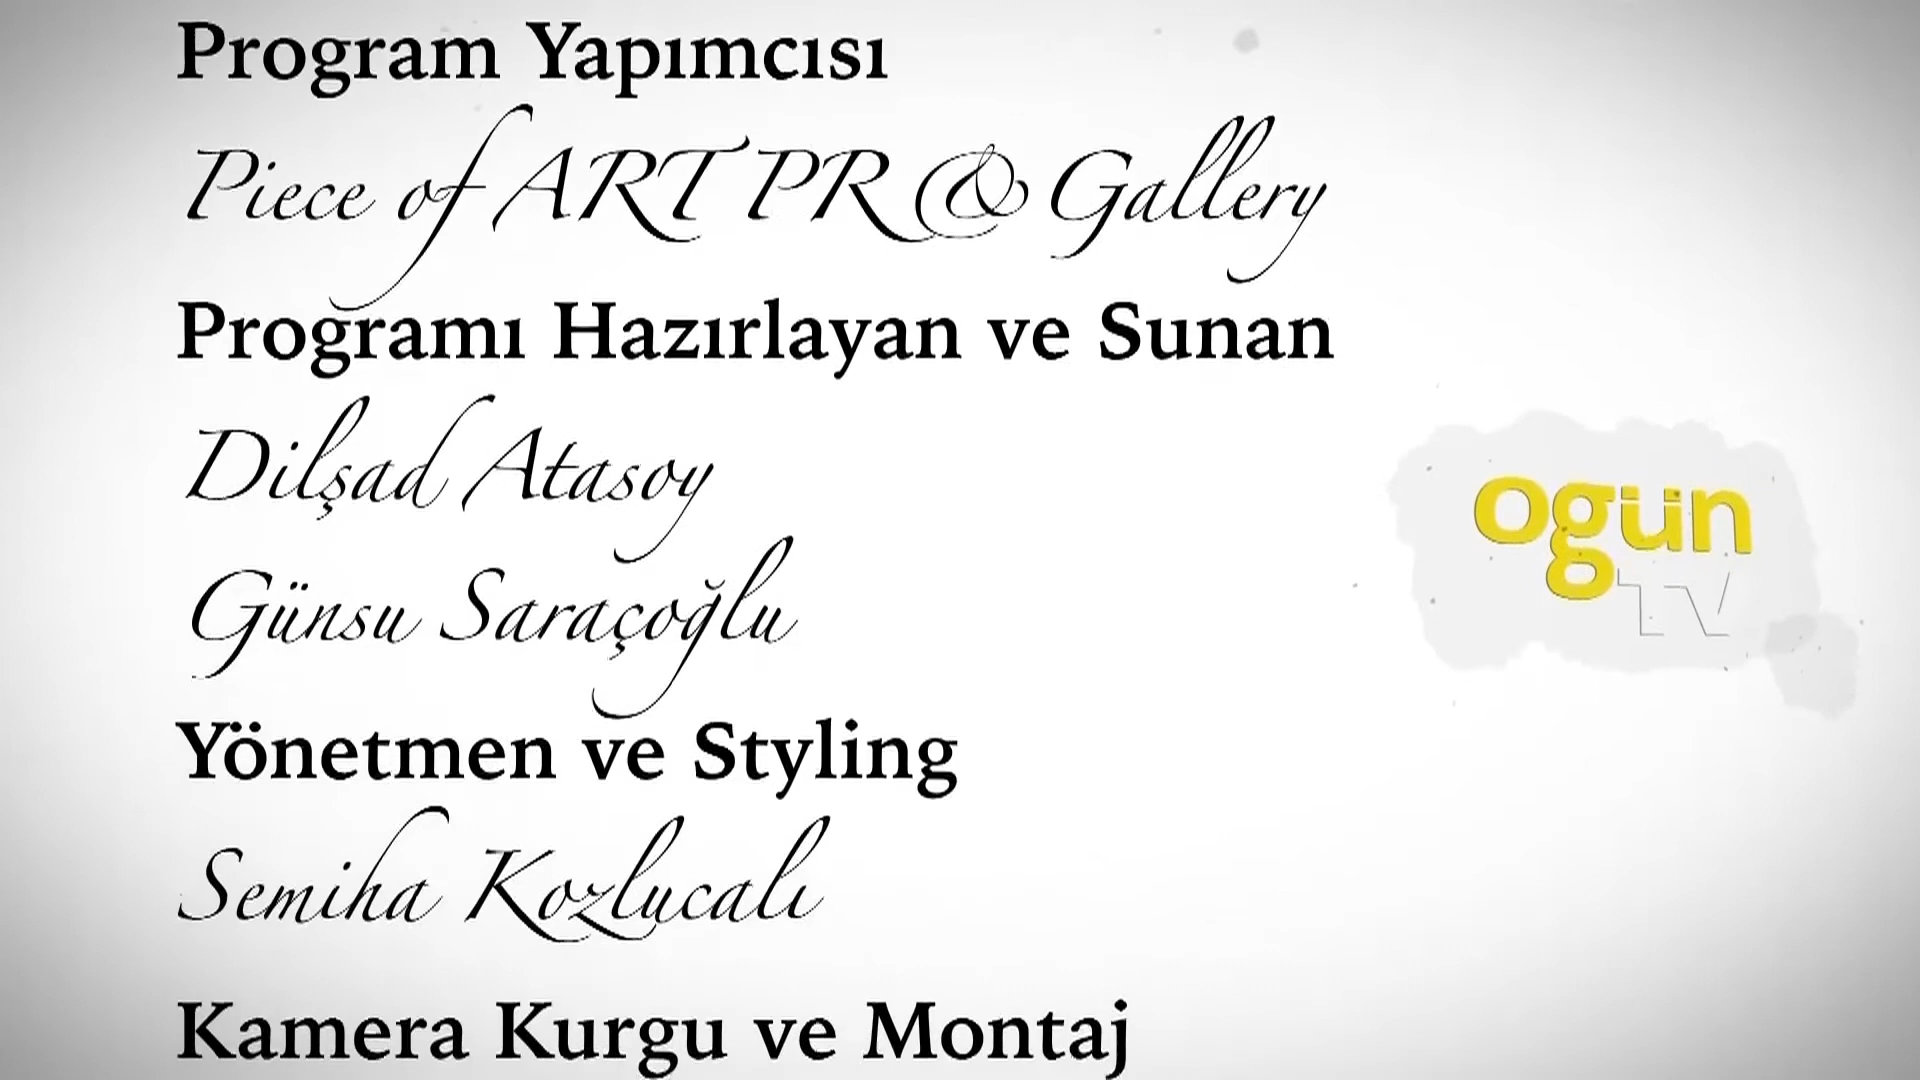 Program Yapımcısı
Piece of ART PR & Gallery
Programı Hazırlayan ve Sunan
Dilşad Atasoy
Günsu Saraçoğlu
Yönetmen ve Styling
Semiha Kozlucalı
Kamera Kurgu ve Montaj
ogün
TV